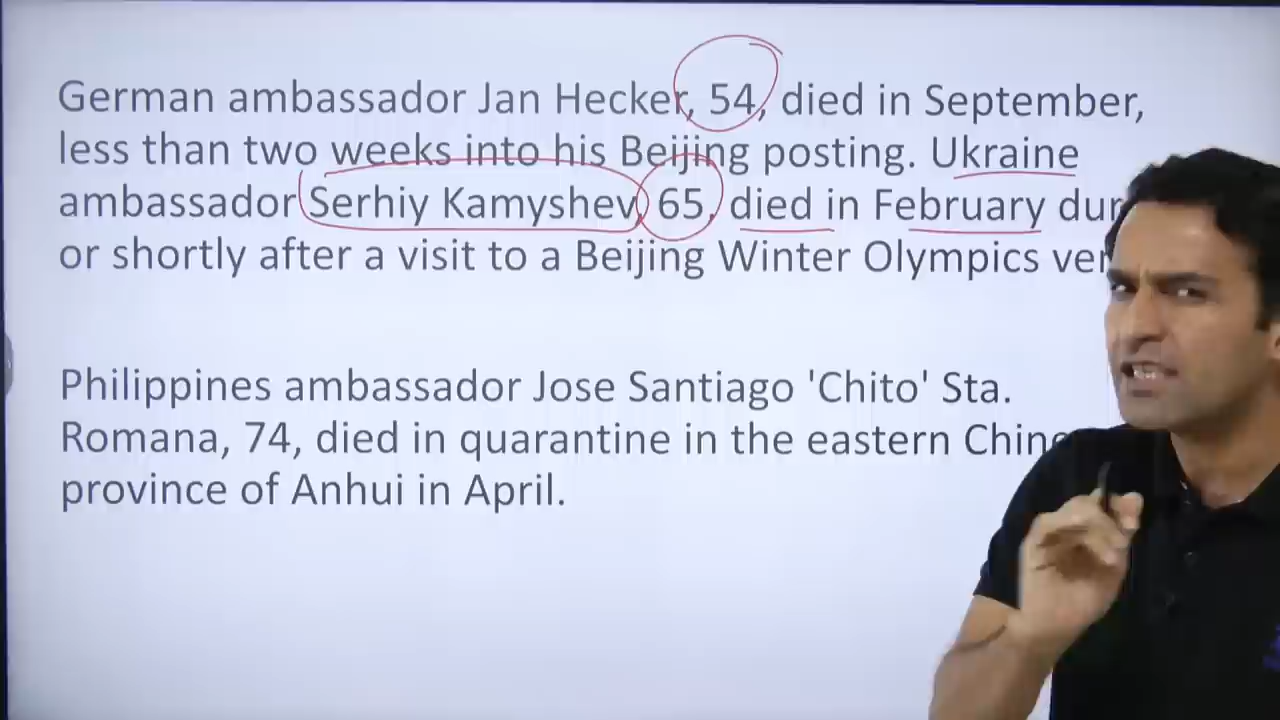 German ambassador Jan Hecker, 54, died in September,
less than two weeks into his Beijing posting. Ukraine
ambassador Serhiy Kamyshev, 65, died in February
or shortly after a visit to a Beijing Winter Olympics
Philippines ambassador Jose Santiago 'Chito' Sta.
Romana, 74, died in quarantine in the eastern
province of Anhui in April.